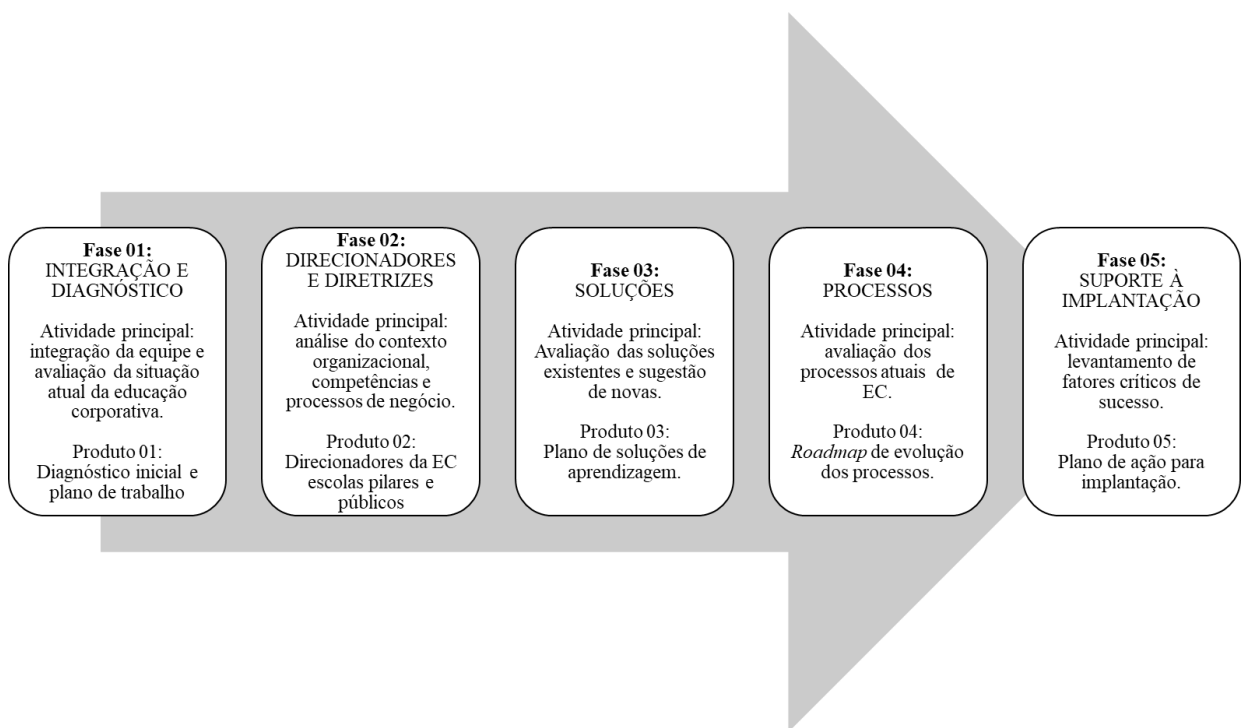 Fase 01:
INTEGRAÇÃO E
DIAGNÓSTICO
Atividade principal:
integração da equipe e
avaliação da situação
atual da educação
corporativa.
Produto 01:
Diagnóstico inicial e
plano de trabalho
Fase 02:
DIRECIONADORES
E DIRETRIZES
Atividade principal:
análise do contexto
organizacional,
competências e
processos de negócio.
Produto 02:
Direcionadores da EC
escolas pilares e
públicos
Fase 03:
SOLUÇÕES
Atividade principal:
Avaliação das soluções
existentes e sugestão
de novas.
Produto 03:
Plano de soluções de
aprendizagem.
Fase 04:
PROCESSOS
Atividade principal:
avaliação dos
processos atuais de
EC.
Produto 04:
Roadmap de evolução
dos processos.
Fase 05:
SUPORTE À
IMPLANTAÇÃO
Atividade principal:
levantamento de
fatores críticos de
sucesso.
Produto 05:
Plano de ação para
implantação.